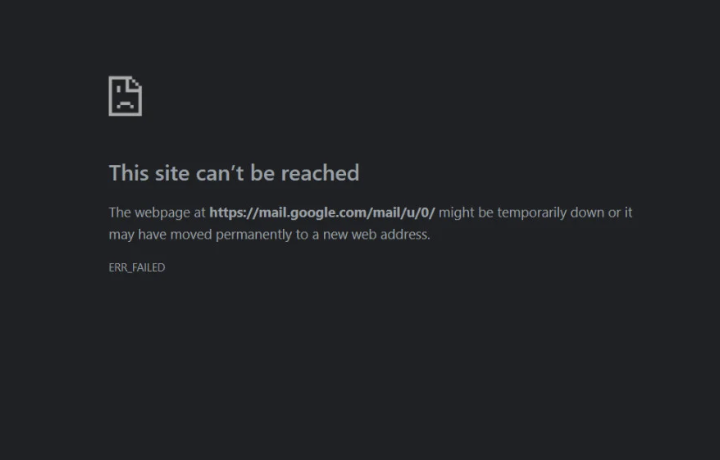 This site can’t be reached
The webpage at https://mail.google.com/mail/u/0/ might be temporarily down or it
may have moved permanently to a new web address.
ERR_FAILED